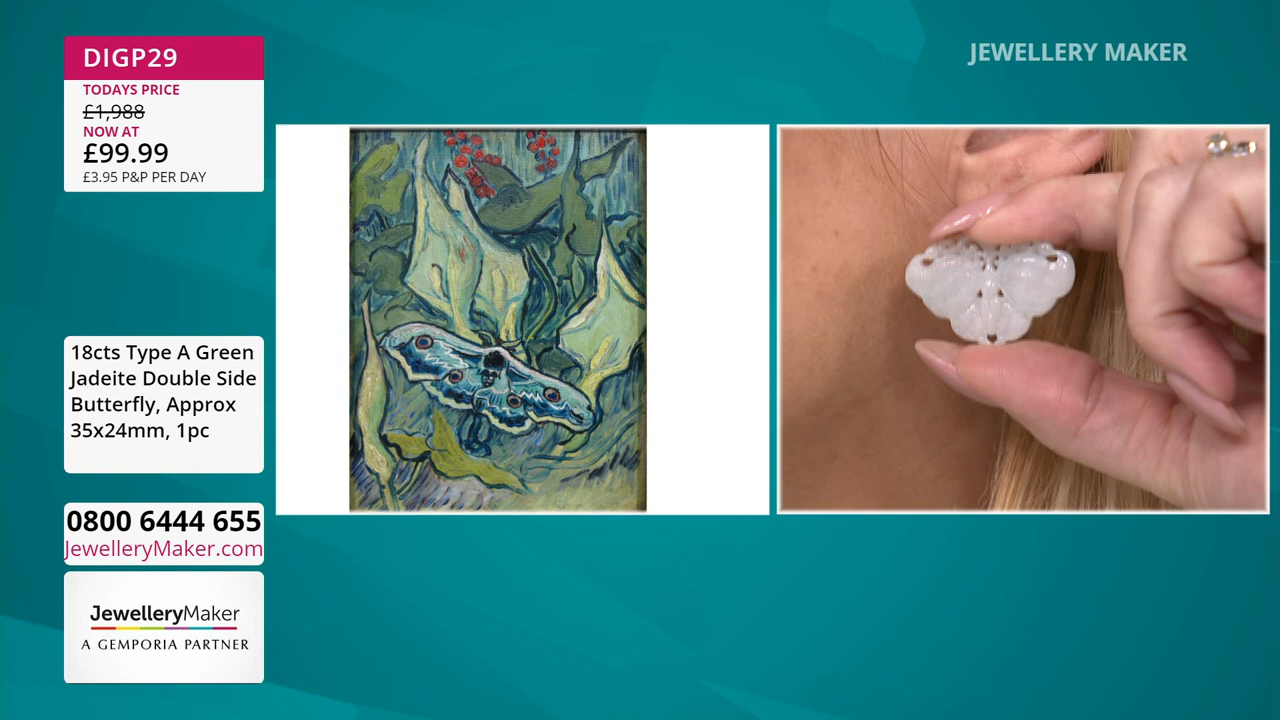 DIGP29
TODAYS PRICE
£1,988
NOW AT
£99.99
£3.95 P&P PER DAY
18cts Type A Green
Jadeite Double Side
Butterfly, Approx
35x24mm, 1pc
0800 6444 655
JewelleryMaker.com
JewelleryMaker
A GEMPORIA PARTNER
JEWELLERY MAKER